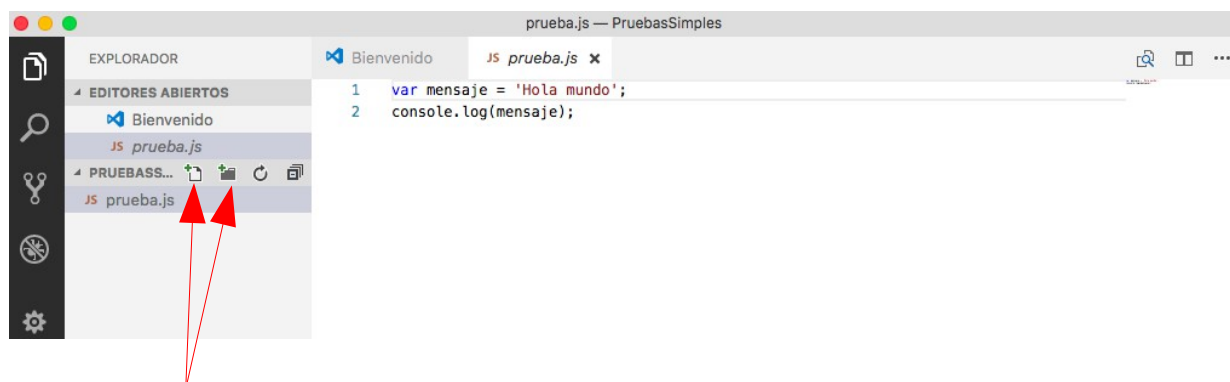 prueba.js — PruebasSimples
EXPLORADOR
EDITORES ABIERTOS
Bienvenido
JS prueba.js
PRUEBASS...
JS prueba.js
Bienvenido
JS prueba.js
1 var mensaje = 'Hola mundo';
2 console.log(mensaje);